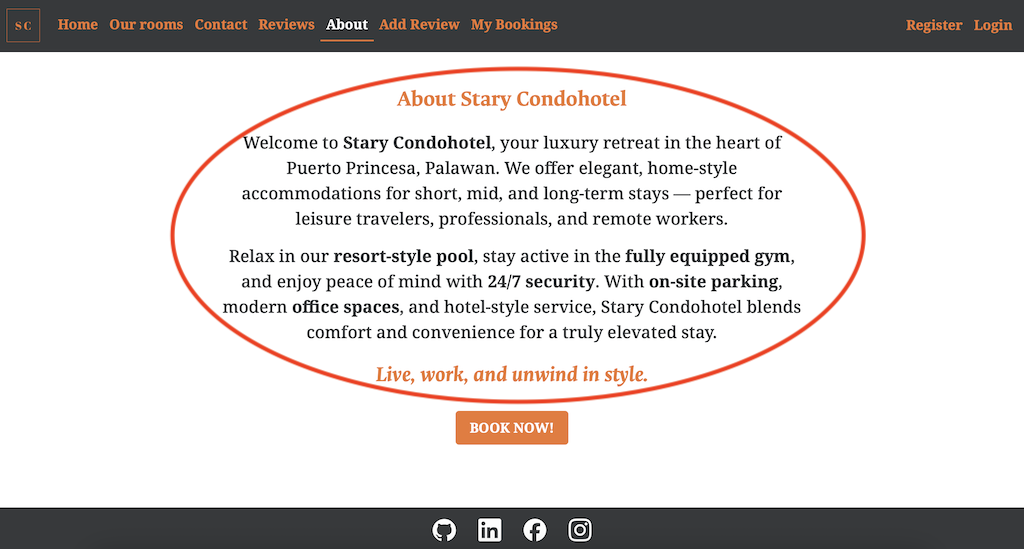 SC Home Our rooms Contact Reviews About Add Review My Bookings Register Login
About Stary Condohotel
Welcome to Stary Condohotel, your luxury retreat in the heart of
Puerto Princesa, Palawan. We offer elegant, home-style
accommodations for short, mid, and long-term stays — perfect for
leisure travelers, professionals, and remote workers.
Relax in our resort-style pool, stay active in the fully equipped gym,
and enjoy peace of mind with 24/7 security. With on-site parking,
modern office spaces, and hotel-style service, Stary Condohotel blends
comfort and convenience for a truly elevated stay.
Live, work, and unwind in style.
BOOK NOW!
in